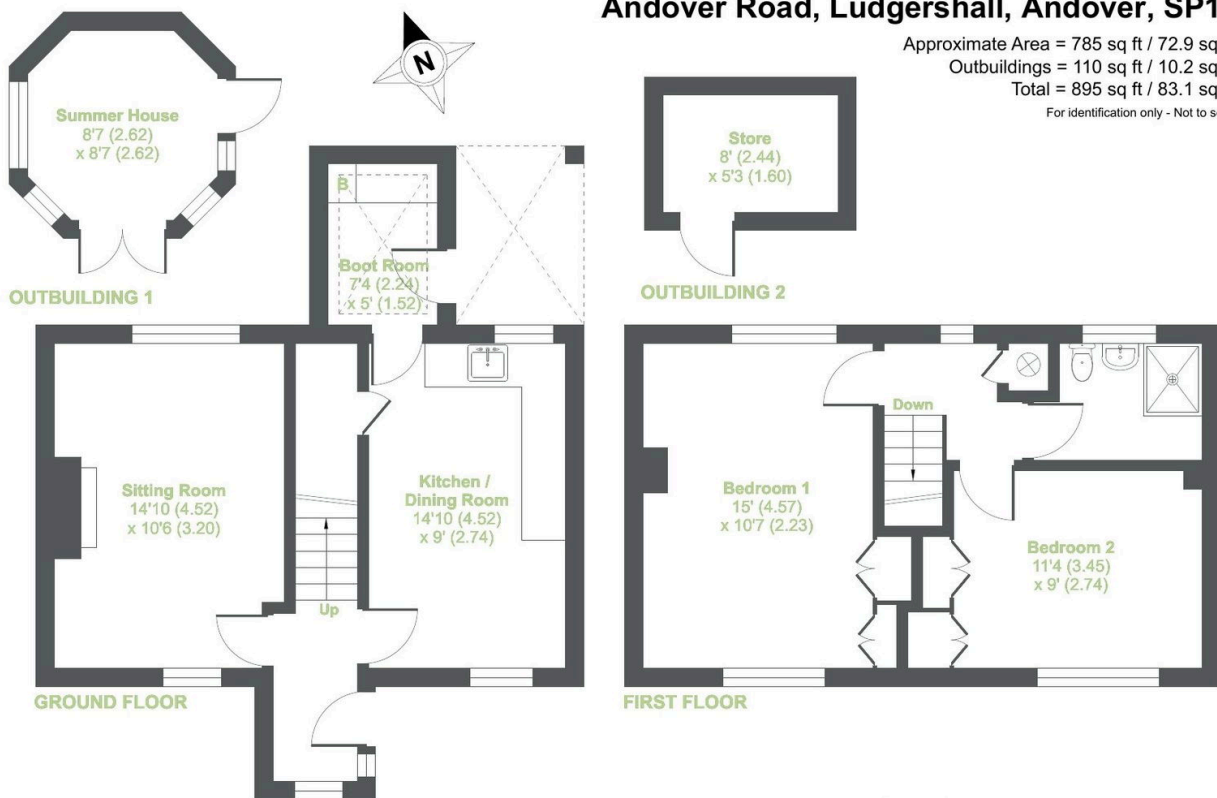 Andover Road, Ludgershall, Andover, SP1
Approximate Area = 785 sq ft / 72.9 sq
Outbuildings = 110 sq ft / 10.2 sq
Total = 895 sq ft / 83.1 sq
For identification only - Not to s
N
Summer House
8'7 (2.62)
x 8'7 (2.62)
OUTBUILDING 1
Store
8' (2.44)
x 5'3 (1.60)
OUTBUILDING 2
B
Boot Room
7'4 (2.24)
x 5' (1.52)
Sitting Room
14'10 (4.52)
x 10'6 (3.20)
Kitchen /
Dining Room
14'10 (4.52)
x 9' (2.74)
Up
GROUND FLOOR
Down
Bedroom 1
15' (4.57)
x 10'7 (2.23)
Bedroom 2
11'4 (3.45)
x 9' (2.74)
FIRST FLOOR